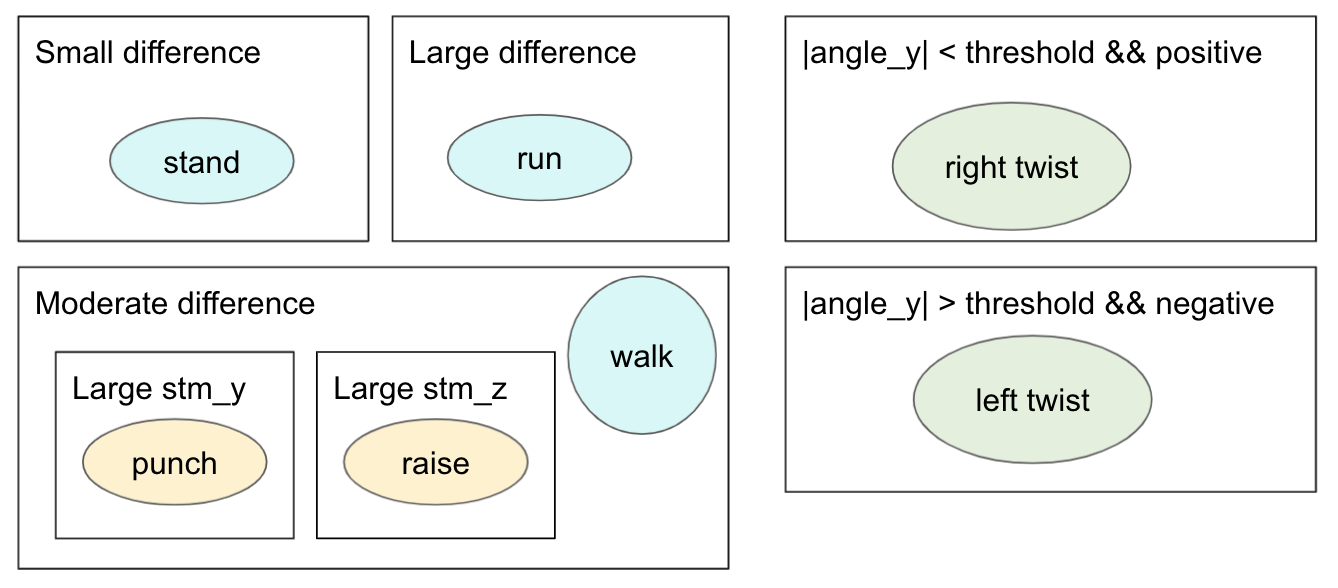 Small difference
stand
Large difference
run
|angle_y| < threshold && positive
right twist
Moderate difference
walk
Large stm_y
punch
Large stm_z
raise
|angle_y| > threshold && negative
left twist